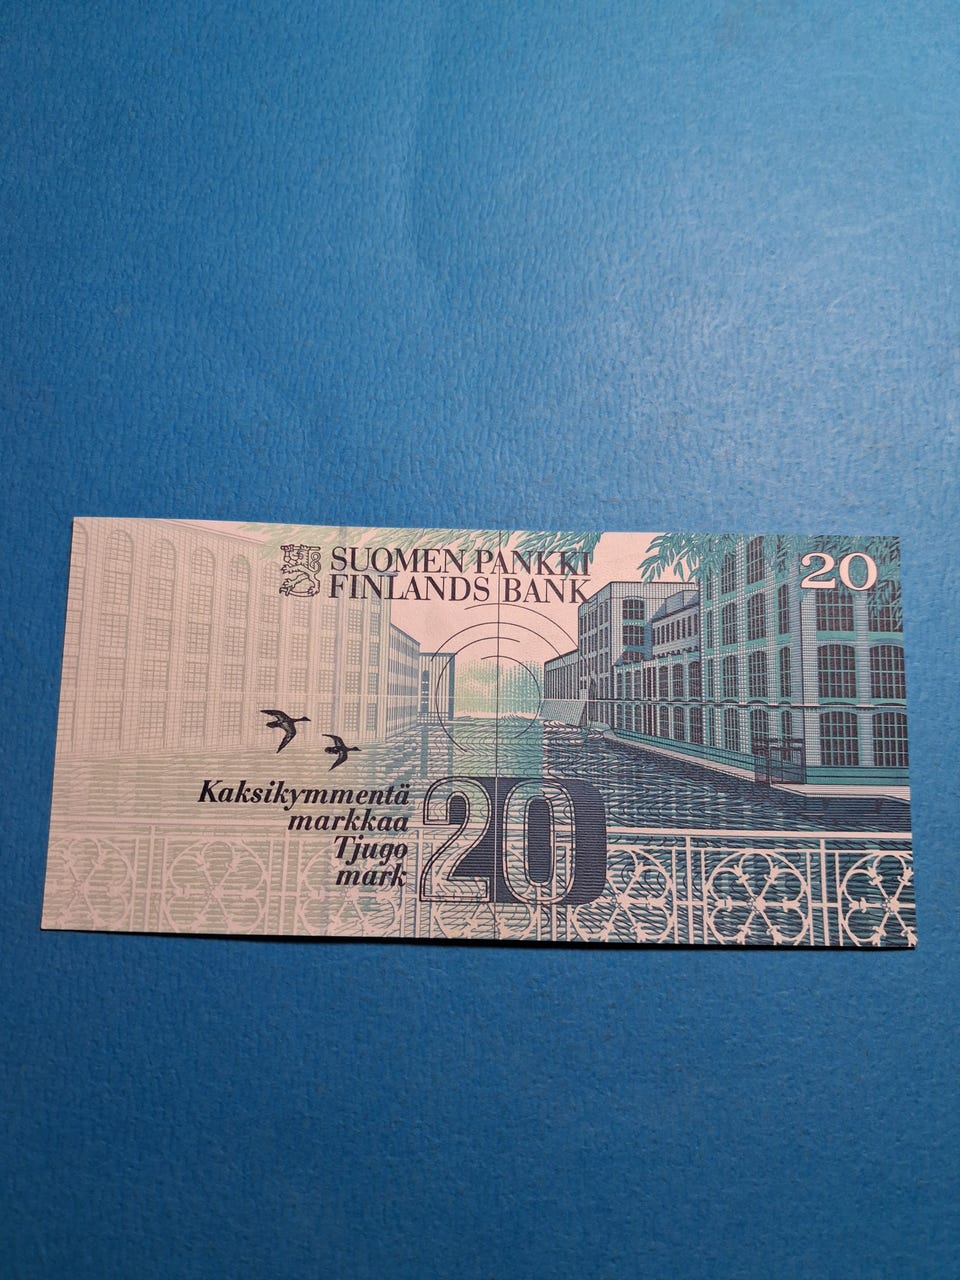 SUOMEN PANKKI
FINLANDS BANK
20
Kaksikymmentä
markkaa
Tjugo
mark
20